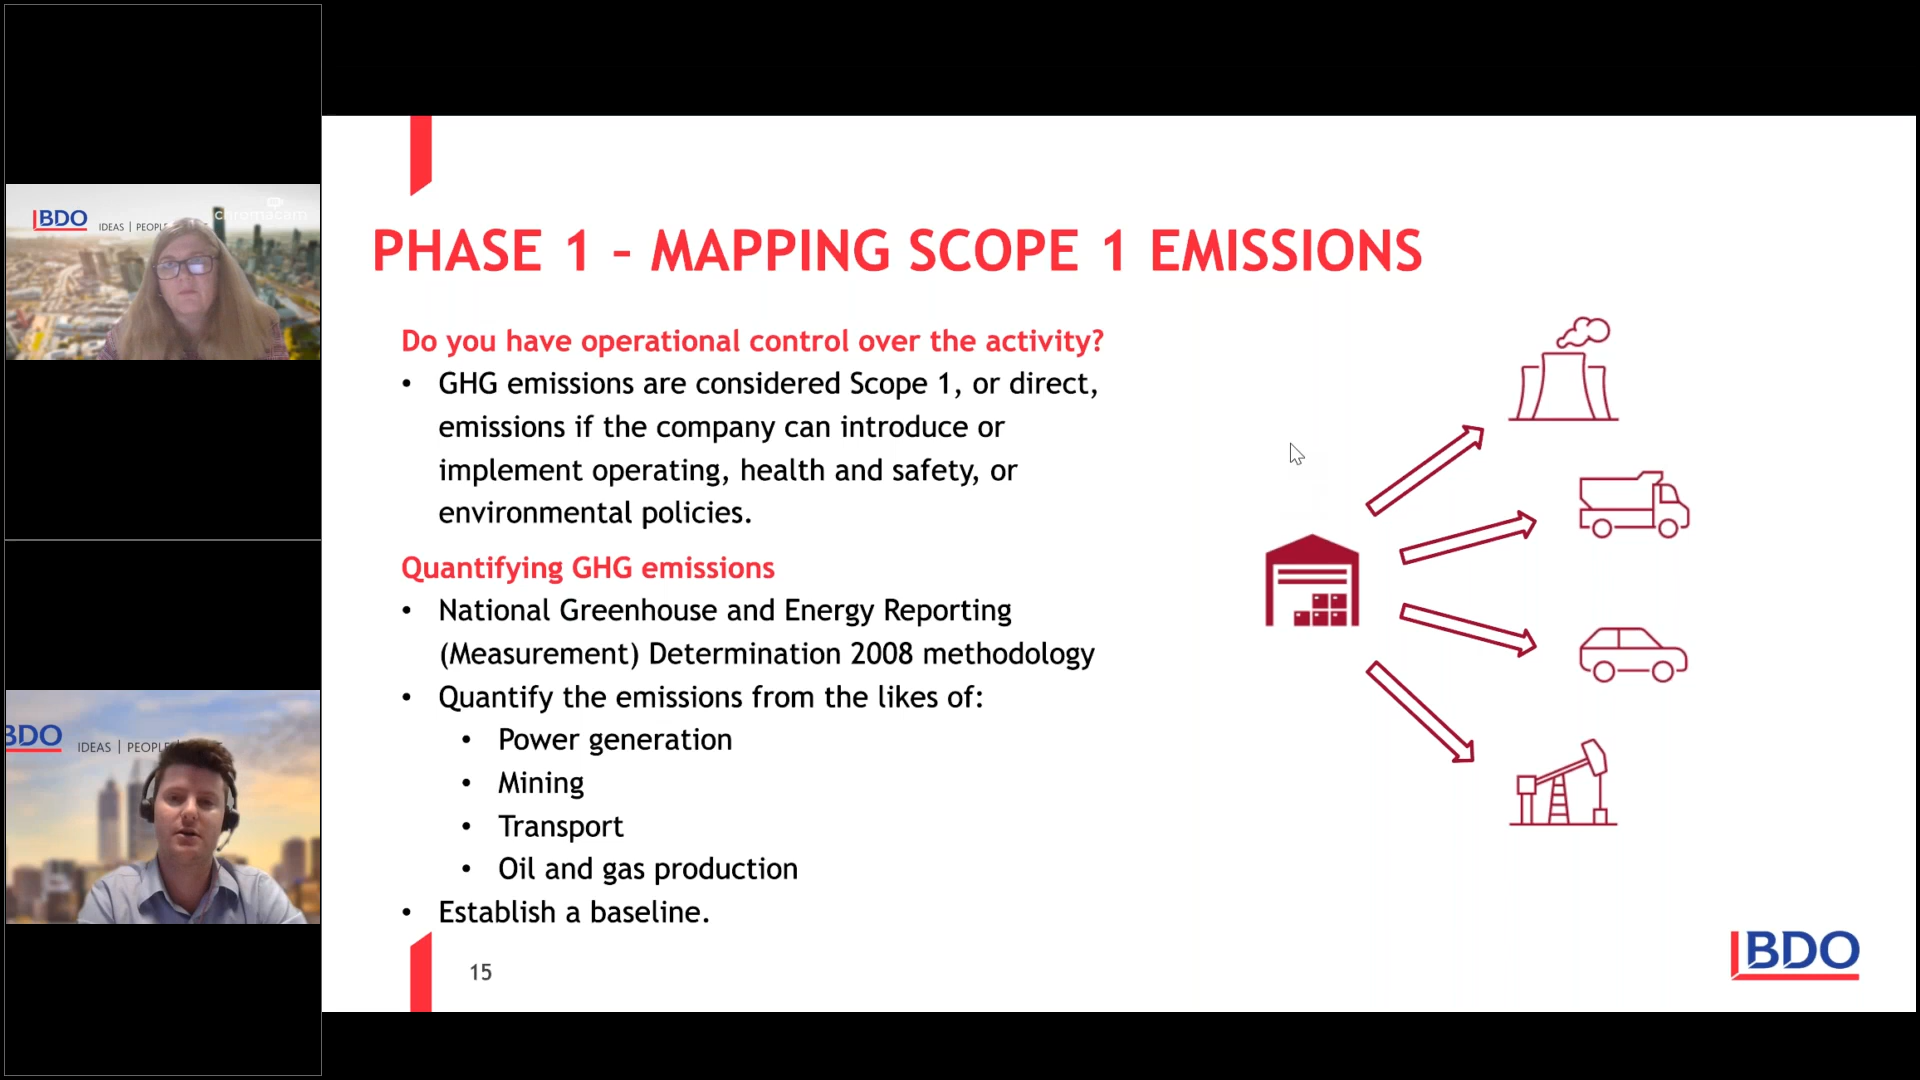 BDO
IDEAS | PEOPLE
chromacam
BDO
IDEAS | PEOPLE
PHASE 1 – MAPPING SCOPE 1 EMISSIONS
Do you have operational control over the activity?
• GHG emissions are considered Scope 1, or direct,
emissions if the company can introduce or
implement operating, health and safety, or
environmental policies.
Quantifying GHG emissions
• National Greenhouse and Energy Reporting
(Measurement) Determination 2008 methodology
• Quantify the emissions from the likes of:
• Power generation
• Mining
• Transport
• Oil and gas production
• Establish a baseline.
15
BDO